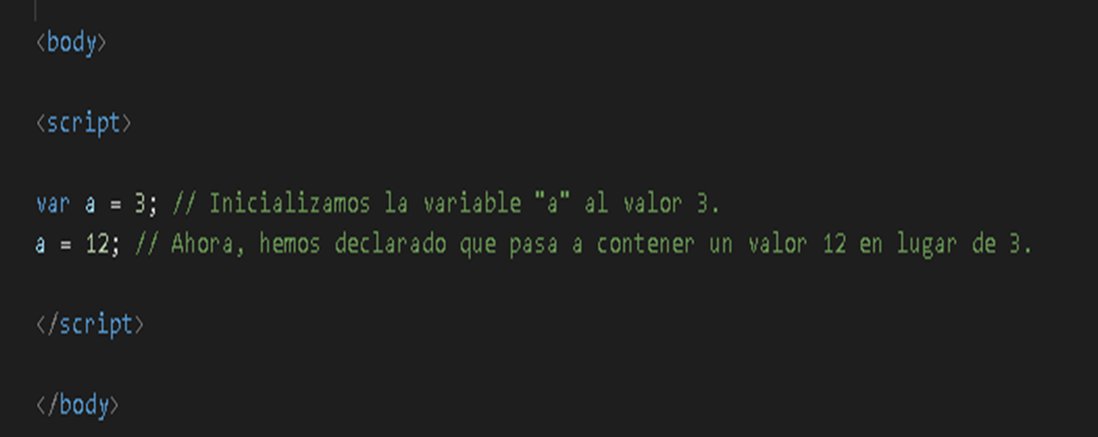 <body>
<script>
var a = 3; // Inicializamos la variable "a" al valor 3.
a = 12; // Ahora, hemos declarado que pasa a contener un valor 12 en lugar de 3.
</script>
</body>